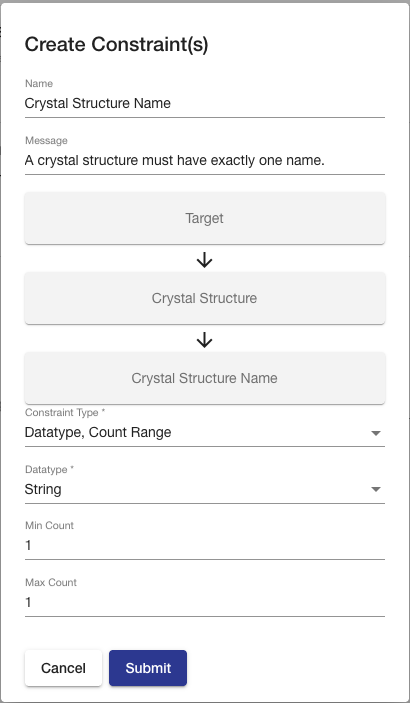 Create Constraint(s)
Name
Crystal Structure Name
Message
A crystal structure must have exactly one name.
Target
Crystal Structure
Crystal Structure Name
Constraint Type *
Datatype, Count Range
Datatype *
String
Min Count
1
Max Count
1
Cancel Submit